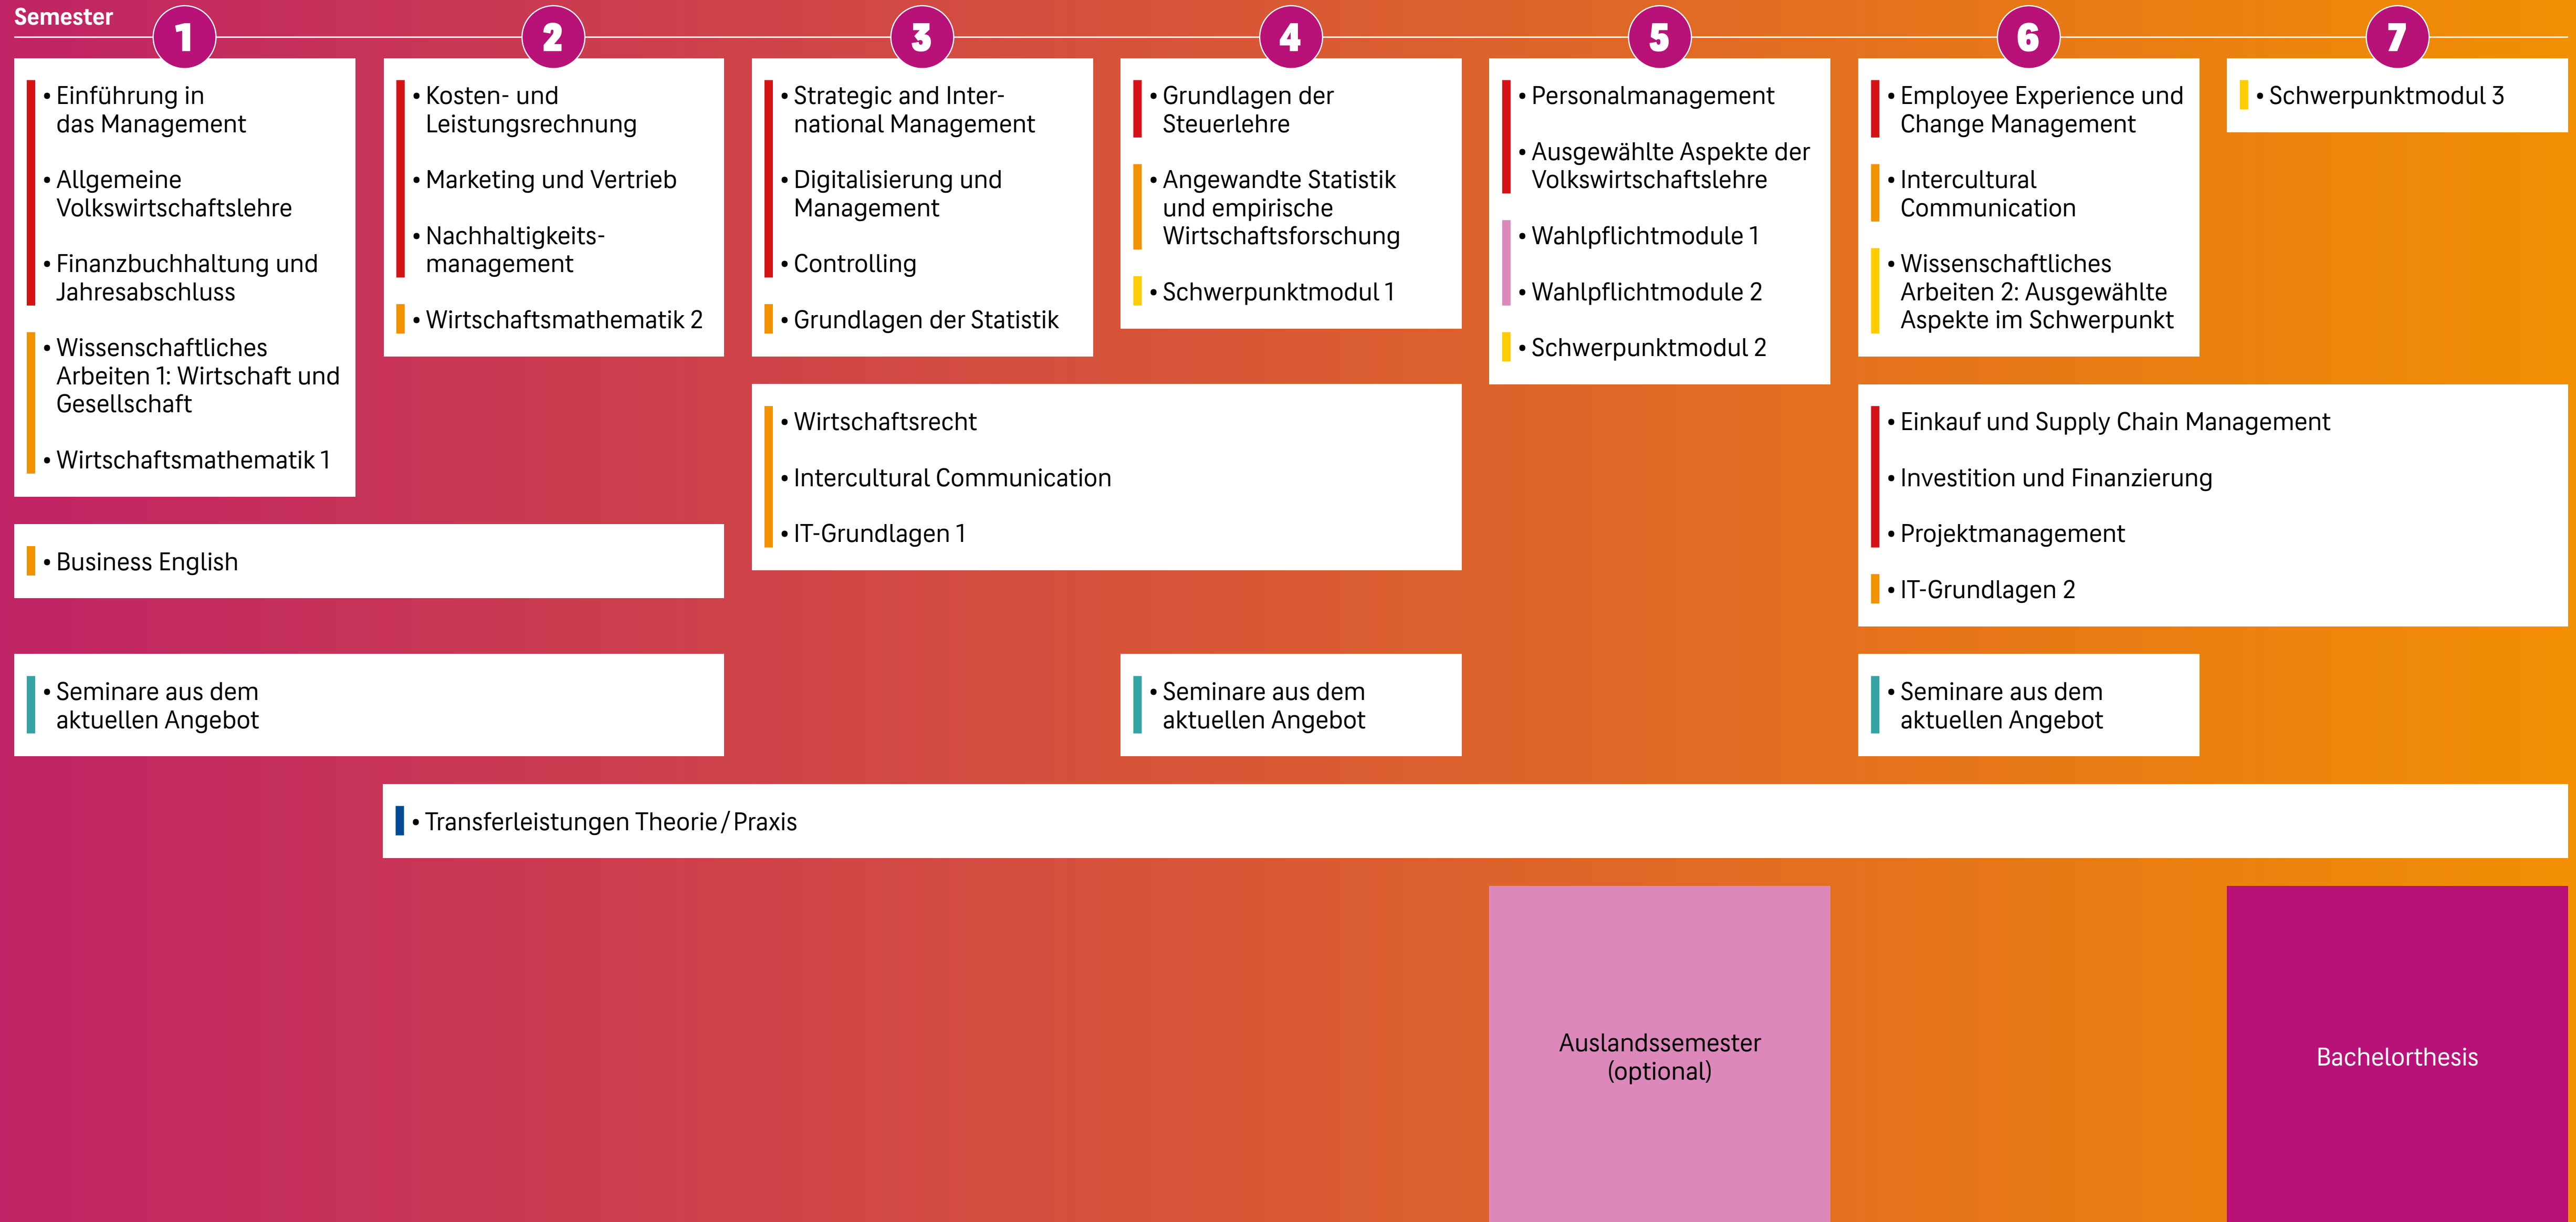 Semester
1
2
3
4
5
6
7
• Einführung in
das Management
• Allgemeine
Volkswirtschaftslehre
• Finanzbuchhaltung und
Jahresabschluss
• Wissenschaftliches
Arbeiten 1: Wirtschaft und
Gesellschaft
• Wirtschaftsmathematik 1
• Kosten- und
Leistungsrechnung
• Marketing und Vertrieb
• Nachhaltigkeits-
management
• Wirtschaftsmathematik 2
• Strategic and Inter-
national Management
• Digitalisierung und
Management
• Controlling
• Grundlagen der Statistik
• Grundlagen der
Steuerlehre
• Angewandte Statistik
und empirische
Wirtschaftsforschung
• Schwerpunktmodul 1
• Personalmanagement
• Ausgewählte Aspekte der
Volkswirtschaftslehre
• Wahlpflichtmodule 1
• Wahlpflichtmodule 2
• Schwerpunktmodul 2
• Employee Experience und
Change Management
• Intercultural
Communication
• Wissenschaftliches
Arbeiten 2: Ausgewählte
Aspekte im Schwerpunkt
• Schwerpunktmodul 3
• Business English
• Wirtschaftsrecht
• Intercultural Communication
• IT-Grundlagen 1
• Einkauf und Supply Chain Management
• Investition und Finanzierung
• Projektmanagement
• IT-Grundlagen 2
• Seminare aus dem
aktuellen Angebot
• Seminare aus dem
aktuellen Angebot
• Seminare aus dem
aktuellen Angebot
• Transferleistungen Theorie / Praxis
Auslandssemester
(optional)
Bachelorthesis